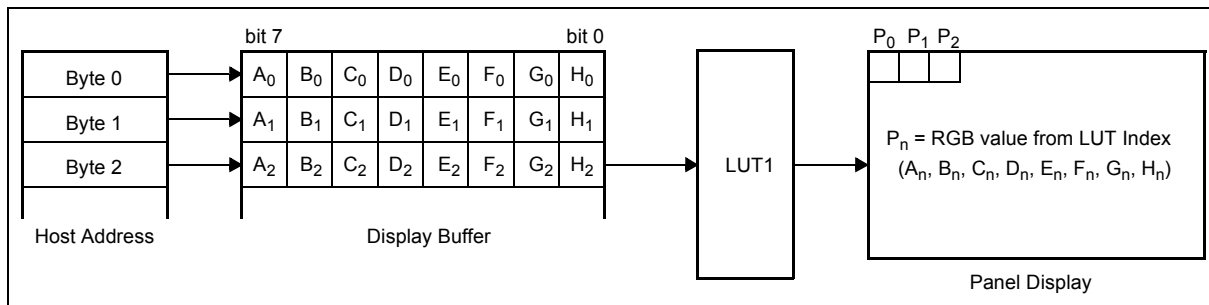 bit 7 bit 0
P0 P1 P2
Byte 0 A0 B0 C0 D0 E0 F0 G0 H0
Byte 1 A1 B1 C1 D1 E1 F1 G1 H1
Byte 2 A2 B2 C2 D2 E2 F2 G2 H2
LUT1
Pn = RGB value from LUT Index
(An, Bn, Cn, Dn, En, Fn, Gn, Hn)
Host Address
Display Buffer
Panel Display